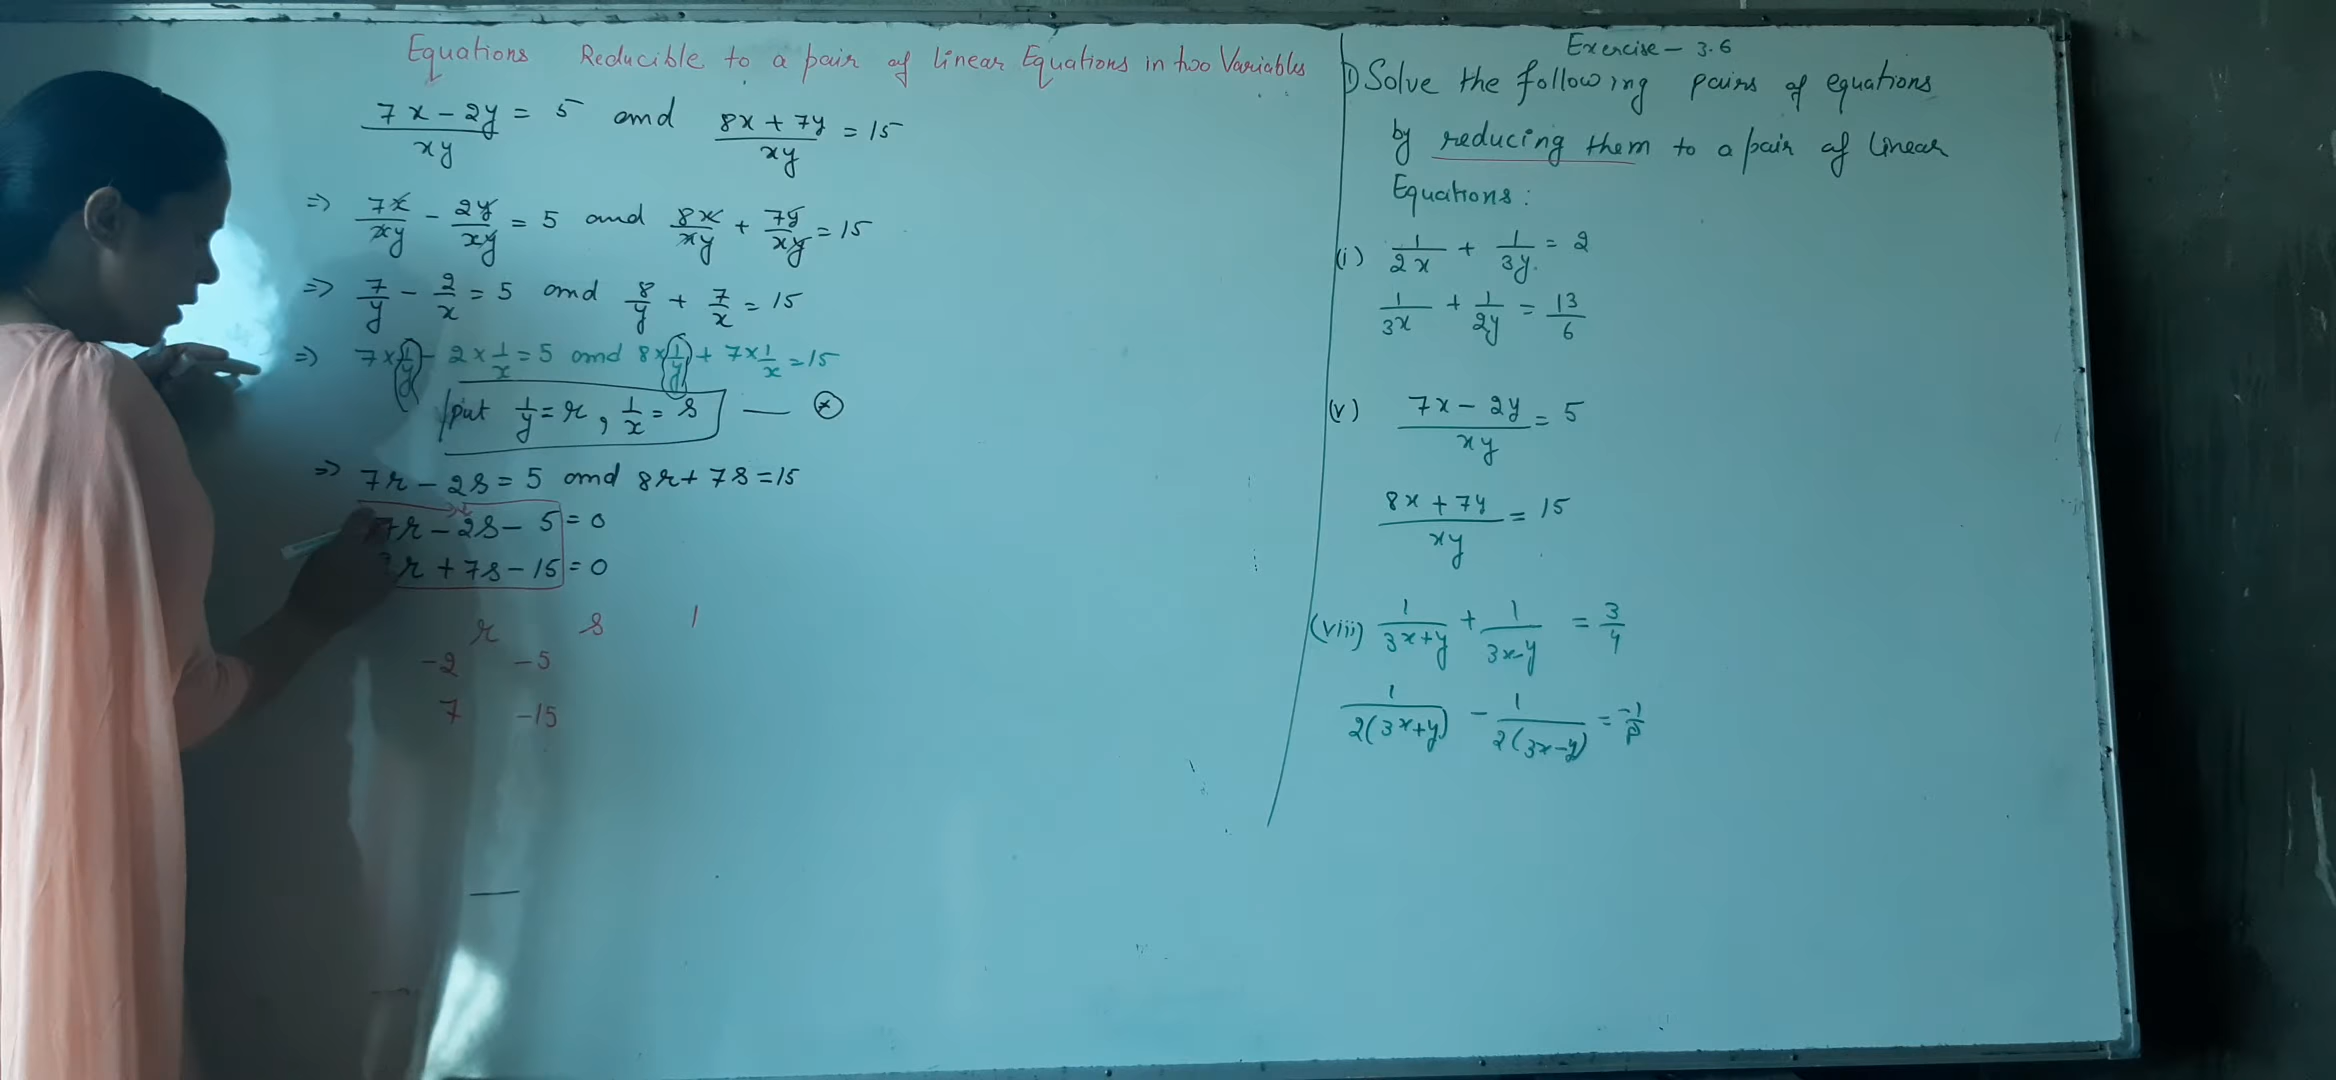 Equations Reducible to a pair of linear Equations in two Variables
7x - 2y / xy = 5 and 8x + 7y / xy = 15
⇒ 7x/xy - 2y/xy = 5 and 8x/xy + 7y/xy = 15
⇒ 7/y - 2/x = 5 and 8/y + 7/x = 15
⇒ 7×1/y - 2×1/x = 5 and 8×1/y + 7×1/x = 15
put 1/y = r, 1/x = s — *
⇒ 7r - 2s = 5 and 8r + 7s = 15
7r - 2s - 5 = 0
r + 7s - 15 = 0
r s 1
-2 -5
7 -15
Exercise - 3.6
1) Solve the following pairs of equations
by reducing them to a pair of linear
Equations:
(i) 1/2x + 1/3y = 2
1/3x + 1/2y = 13/6
(v) 7x - 2y / xy = 5
8x + 7y / xy = 15
(viii) 1/3x+y + 1/3x-y = 3/4
1/2(3x+y) - 1/2(3x-y) = -1/